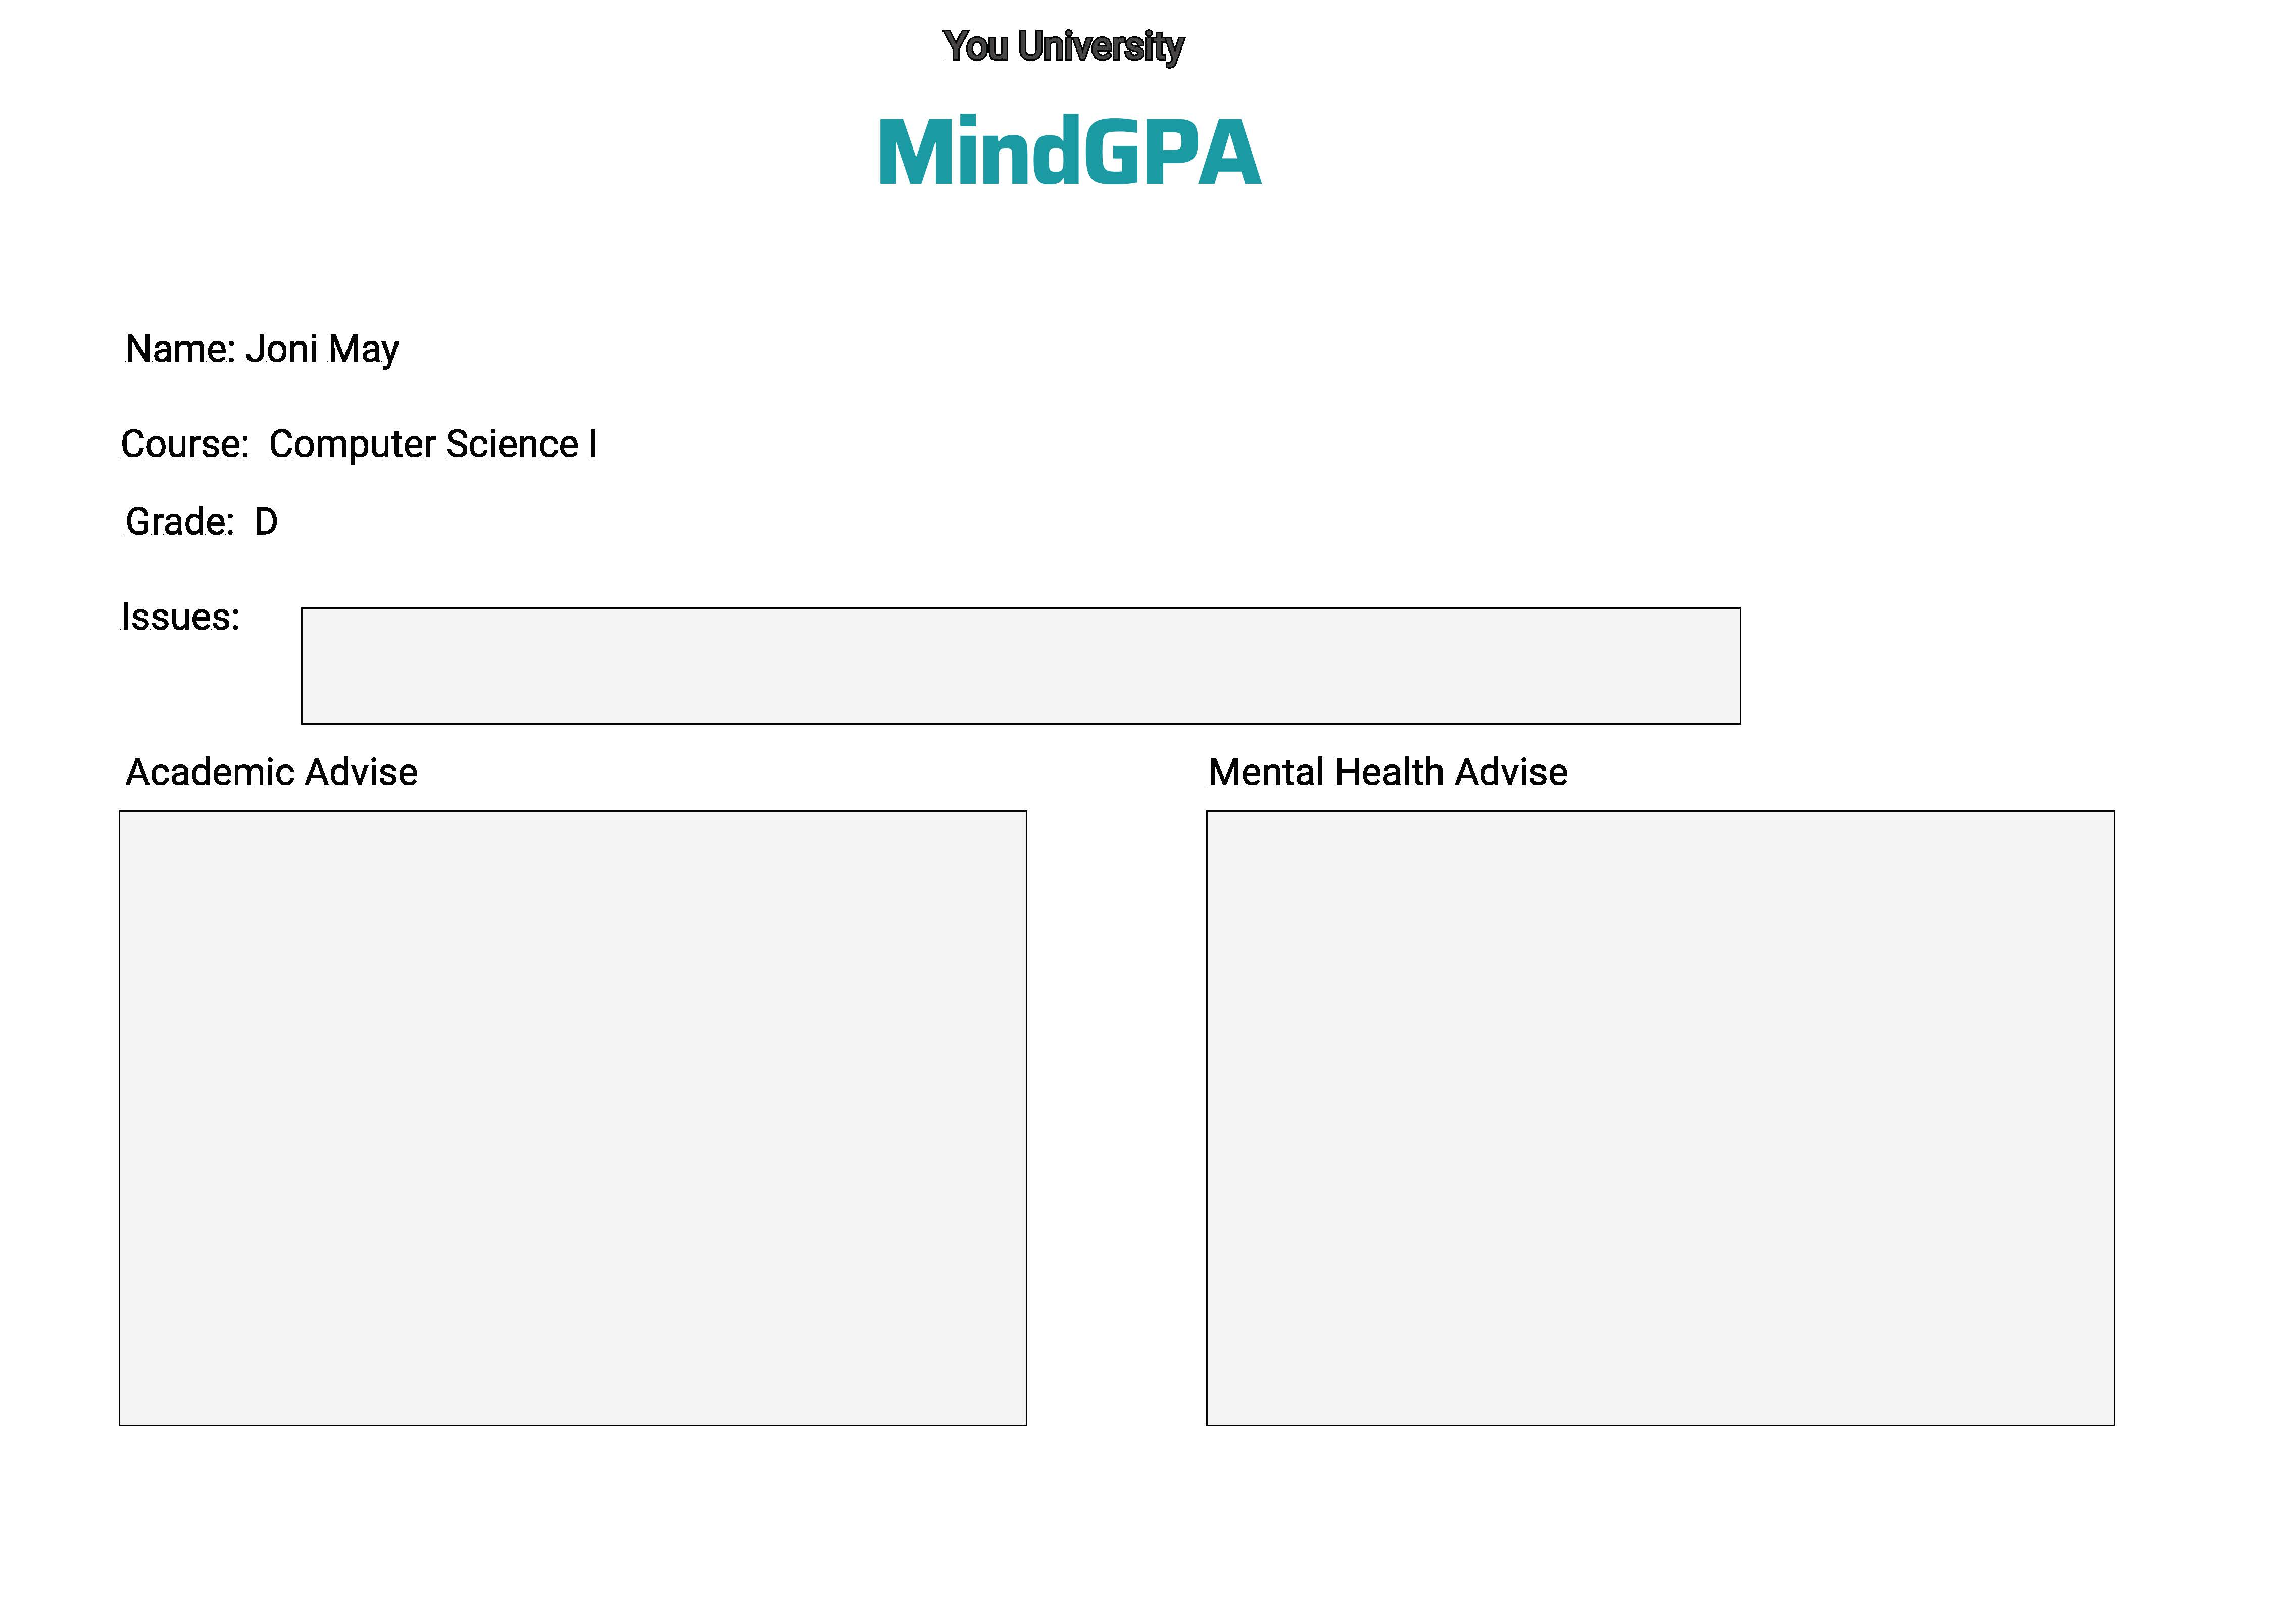 You University
MindGPA
Name: Joni May
Course: Computer Science I
Grade: D
Issues:
Academic Advise
Mental Health Advise